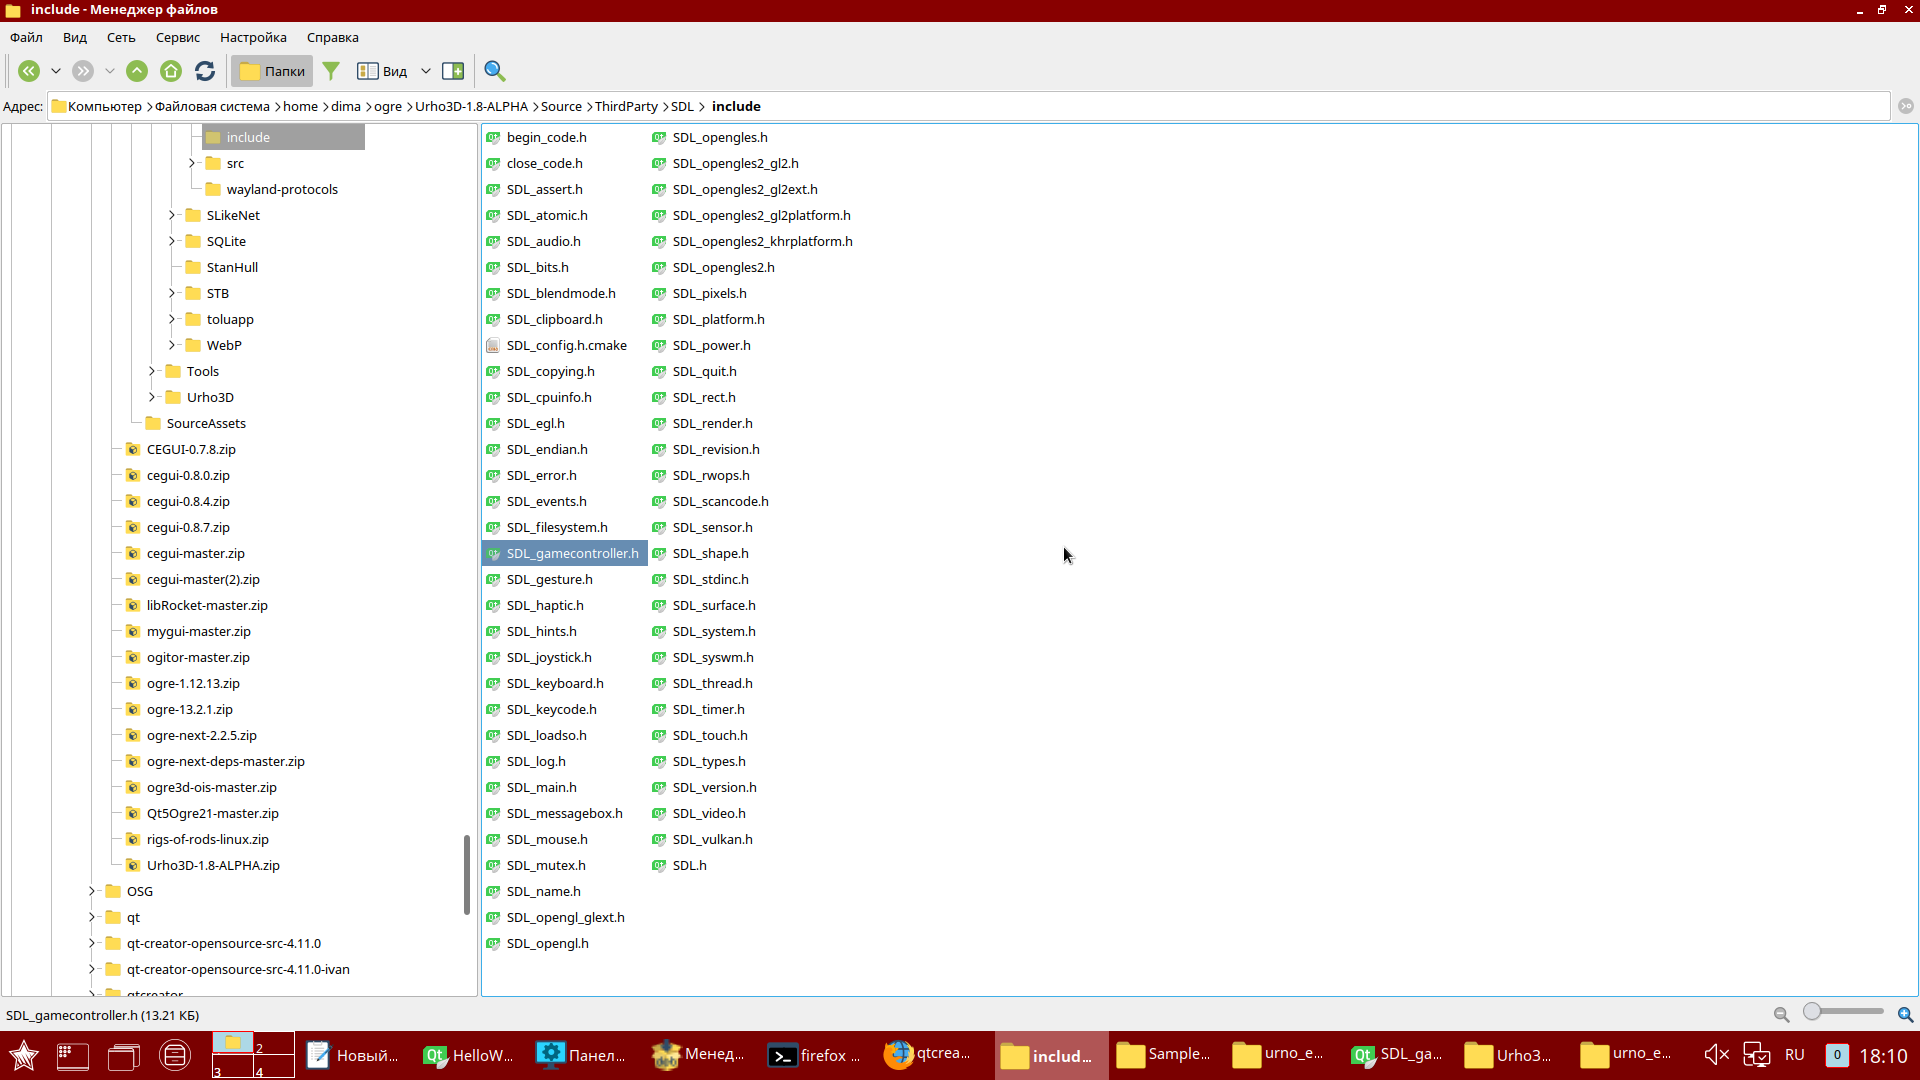 include - Менеджер файлов
Файл Вид Сеть Сервис Настройка Справка
Папки Вид
Адрес: Компьютер Файловая система home dima ogre Urho3D-1.8-ALPHA Source ThirdParty SDL include
include
src
wayland-protocols
SLikeNet
SQLite
StanHull
STB
toluapp
WebP
Tools
Urho3D
SourceAssets
CEGUI-0.7.8.zip
cegui-0.8.0.zip
cegui-0.8.4.zip
cegui-0.8.7.zip
cegui-master.zip
cegui-master(2).zip
libRocket-master.zip
mygui-master.zip
ogitor-master.zip
ogre-1.12.13.zip
ogre-13.2.1.zip
ogre-next-2.2.5.zip
ogre-next-deps-master.zip
ogre3d-ois-master.zip
Qt5Ogre21-master.zip
rigs-of-rods-linux.zip
Urho3D-1.8-ALPHA.zip
OSG
qt
qt-creator-opensource-src-4.11.0
qt-creator-opensource-src-4.11.0-ivan
qtcreator
begin_code.h
close_code.h
SDL_assert.h
SDL_atomic.h
SDL_audio.h
SDL_bits.h
SDL_blendmode.h
SDL_clipboard.h
SDL_config.h.cmake
SDL_copying.h
SDL_cpuinfo.h
SDL_egl.h
SDL_endian.h
SDL_error.h
SDL_events.h
SDL_filesystem.h
SDL_gamecontroller.h
SDL_gesture.h
SDL_haptic.h
SDL_hints.h
SDL_joystick.h
SDL_keyboard.h
SDL_keycode.h
SDL_loadso.h
SDL_log.h
SDL_main.h
SDL_messagebox.h
SDL_mouse.h
SDL_mutex.h
SDL_name.h
SDL_opengl_glext.h
SDL_opengl.h
SDL_opengles.h
SDL_opengles2_gl2.h
SDL_opengles2_gl2ext.h
SDL_opengles2_gl2platform.h
SDL_opengles2_khrplatform.h
SDL_opengles2.h
SDL_pixels.h
SDL_platform.h
SDL_power.h
SDL_quit.h
SDL_rect.h
SDL_render.h
SDL_revision.h
SDL_rwops.h
SDL_scancode.h
SDL_sensor.h
SDL_shape.h
SDL_stdinc.h
SDL_surface.h
SDL_system.h
SDL_syswm.h
SDL_thread.h
SDL_timer.h
SDL_touch.h
SDL_types.h
SDL_version.h
SDL_video.h
SDL_vulkan.h
SDL.h
SDL_gamecontroller.h (13.21 КБ)
2
3 4
Новый... HelloW... Панел... Менед... firefox ... qtcrea... includ... Sample... urno_e... SDL_ga... Urho3... urno_e... RU 0 18:10